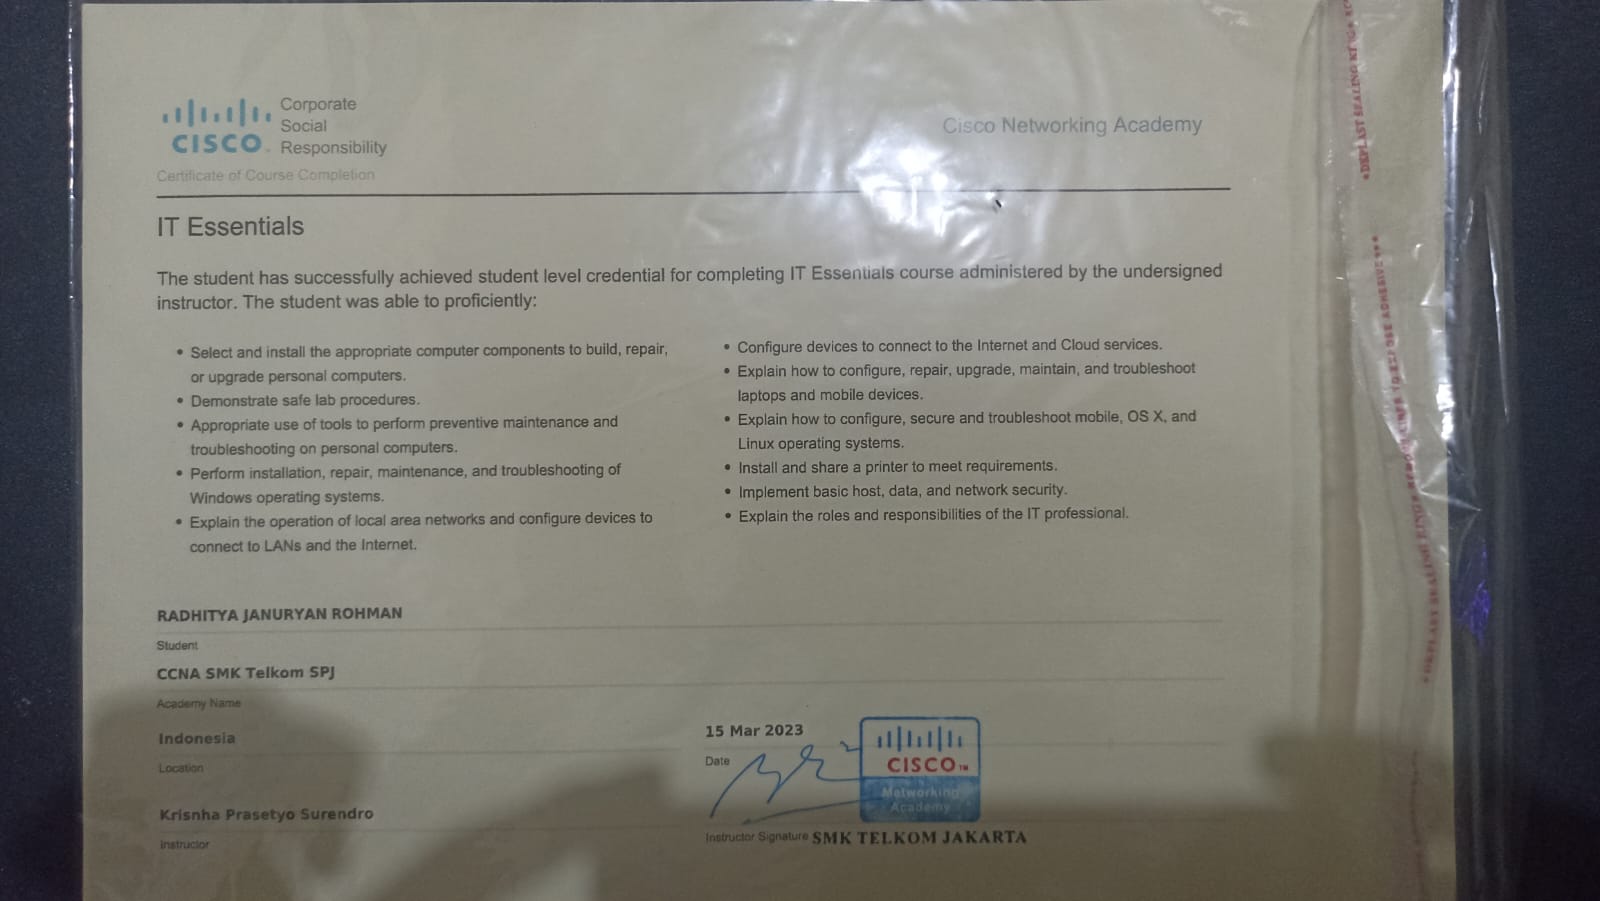 Corporate
Social
CISCO Responsibility
Cisco Networking Academy
Certificate of Course Completion
IT Essentials
The student has successfully achieved student level credential for completing IT Essentials course administered by the undersigned
instructor. The student was able to proficiently:
• Select and install the appropriate computer components to build, repair,
or upgrade personal computers.
• Demonstrate safe lab procedures.
• Appropriate use of tools to perform preventive maintenance and
troubleshooting on personal computers.
• Perform installation, repair, maintenance, and troubleshooting of
Windows operating systems.
• Explain the operation of local area networks and configure devices to
connect to LANs and the Internet.
• Configure devices to connect to the Internet and Cloud services.
• Explain how to configure, repair, upgrade, maintain, and troubleshoot
laptops and mobile devices.
• Explain how to configure, secure and troubleshoot mobile, OS X, and
Linux operating systems.
• Install and share a printer to meet requirements.
• Implement basic host, data, and network security.
• Explain the roles and responsibilities of the IT professional.
RADHITYA JANURYAN ROHMAN
Student
CCNA SMK Telkom SPJ
Academy Name
Indonesia
Location
Krisnha Prasetyo Surendro
Instructor
15 Mar 2023
Date
CISCO™
Networking
Academy
Instructor Signature SMK TELKOM JAKARTA